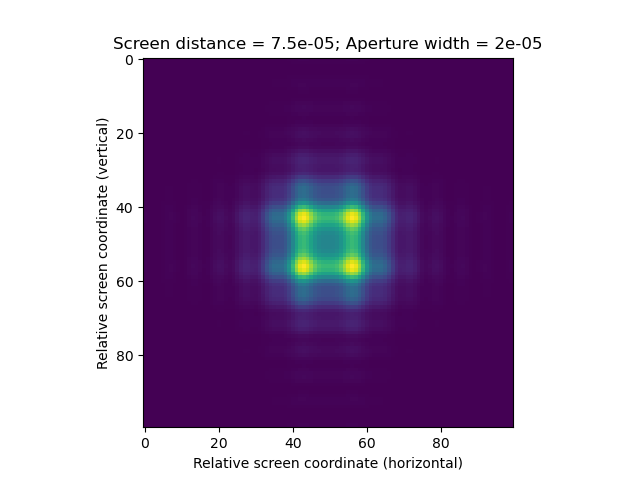 Screen distance = 7.5e-05; Aperture width = 2e-05
0
20
40
60
80
Relative screen coordinate (vertical)
0 20 40 60 80
Relative screen coordinate (horizontal)